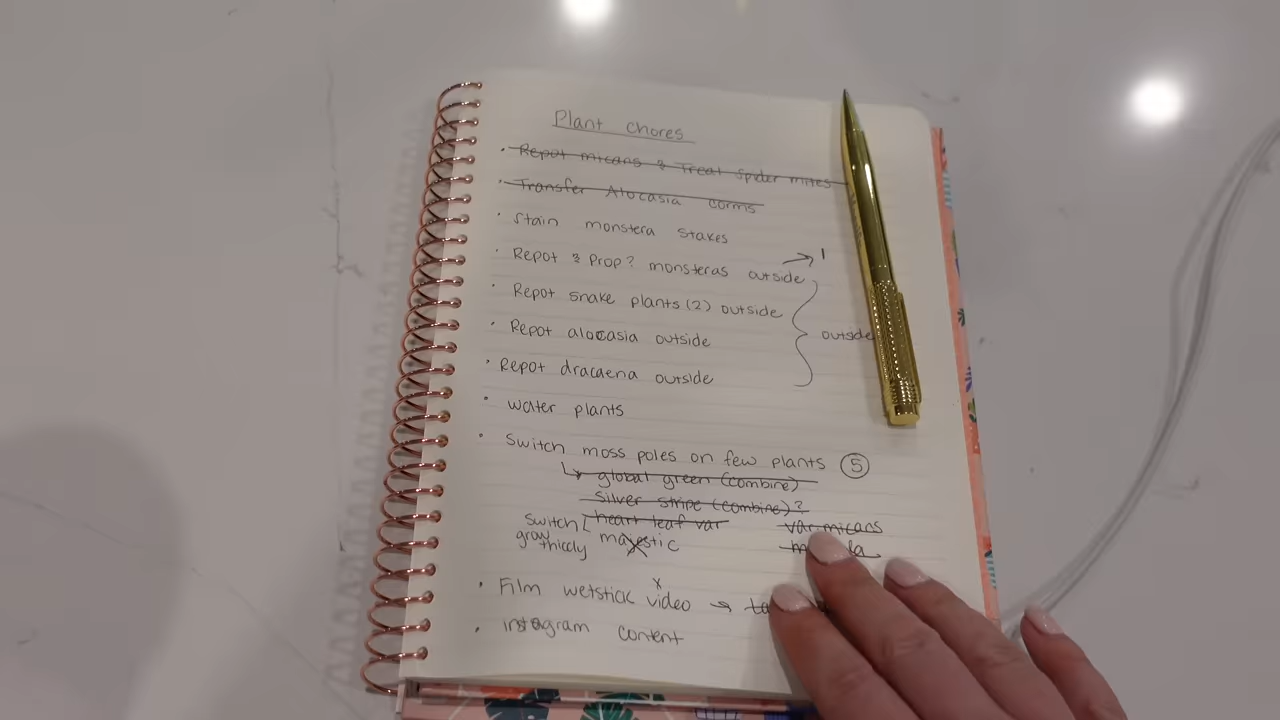 Plant chores
· Repot micans & Treat spider mites
· Transfer Alocasia corms
· Stain monstera stakes
· Repot & Prop? monsteras outside → 1
· Repot snake plants (2) outside
· Repot alocasia outside
outside
· Repot dracaena outside
· water plants
· Switch moss poles on few plants 5
↳ global green (combine)
silver stripe (combine)?
switch [ heart leaf var var micans
grow thiccly majestic
x
· Film wetstick video →
· instagram content